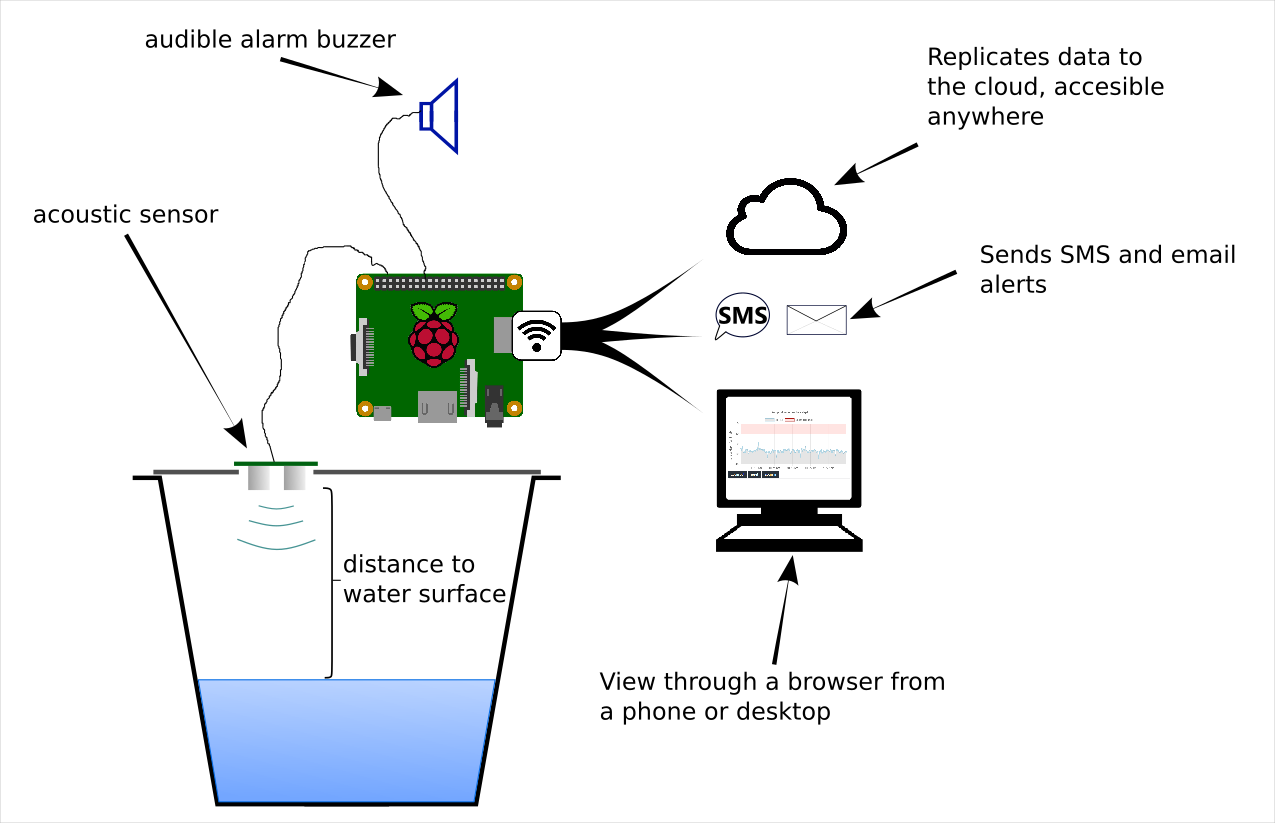 audible alarm buzzer
Replicates data to
the cloud, accesible
anywhere
acoustic sensor
Sends SMS and email
alerts
SMS
distance to
water surface
View through a browser from
a phone or desktop